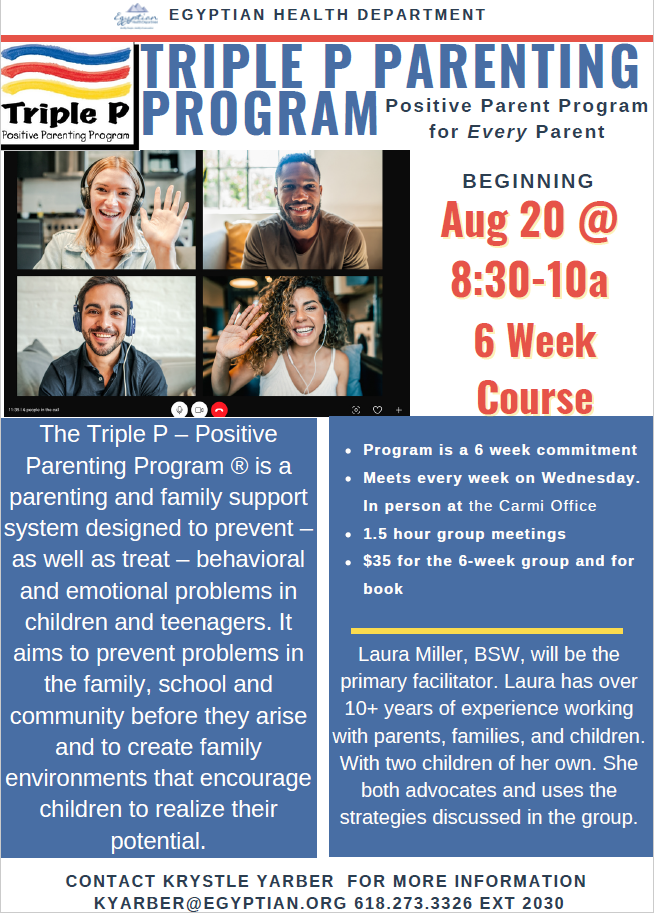 Egyptian
EGYPTIAN HEALTH DEPARTMENT
TRIPLE P PARENTING
PROGRAM
Positive Parent Program
for Every Parent
Triple P
Positive Parenting Program
BEGINNING
Aug 20 @
8:30-10a
6 Week
Course
The Triple P – Positive
Parenting Program ® is a
parenting and family support
system designed to prevent –
as well as treat – behavioral
and emotional problems in
children and teenagers. It
aims to prevent problems in
the family, school and
community before they arise
and to create family
environments that encourage
children to realize their
potential.
• Program is a 6 week commitment
• Meets every week on Wednesday.
In person at the Carmi Office
• 1.5 hour group meetings
• $35 for the 6-week group and for
book
Laura Miller, BSW, will be the
primary facilitator. Laura has over
10+ years of experience working
with parents, families, and children.
With two children of her own. She
both advocates and uses the
strategies discussed in the group.
CONTACT KRYSTLE YARBER FOR MORE INFORMATION
KYARBER@EGYPTIAN.ORG 618.273.3326 EXT 2030